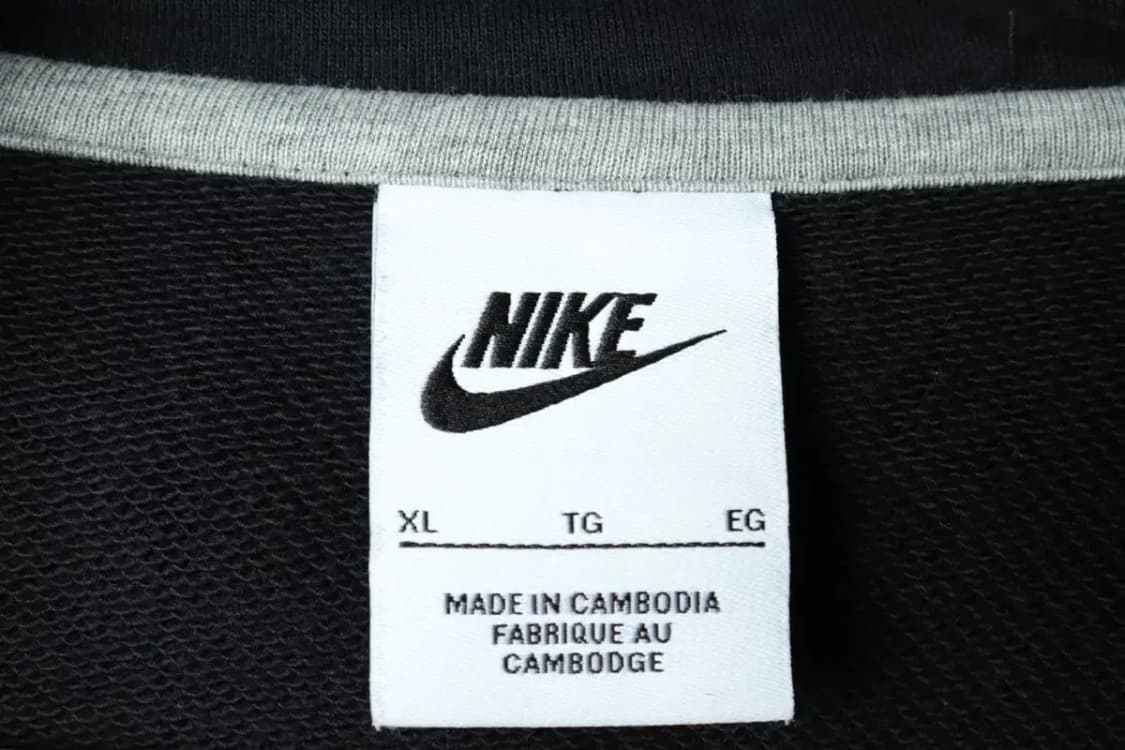 NIKE
XL TG EG
MADE IN CAMBODIA
FABRIQUE AU
CAMBODGE